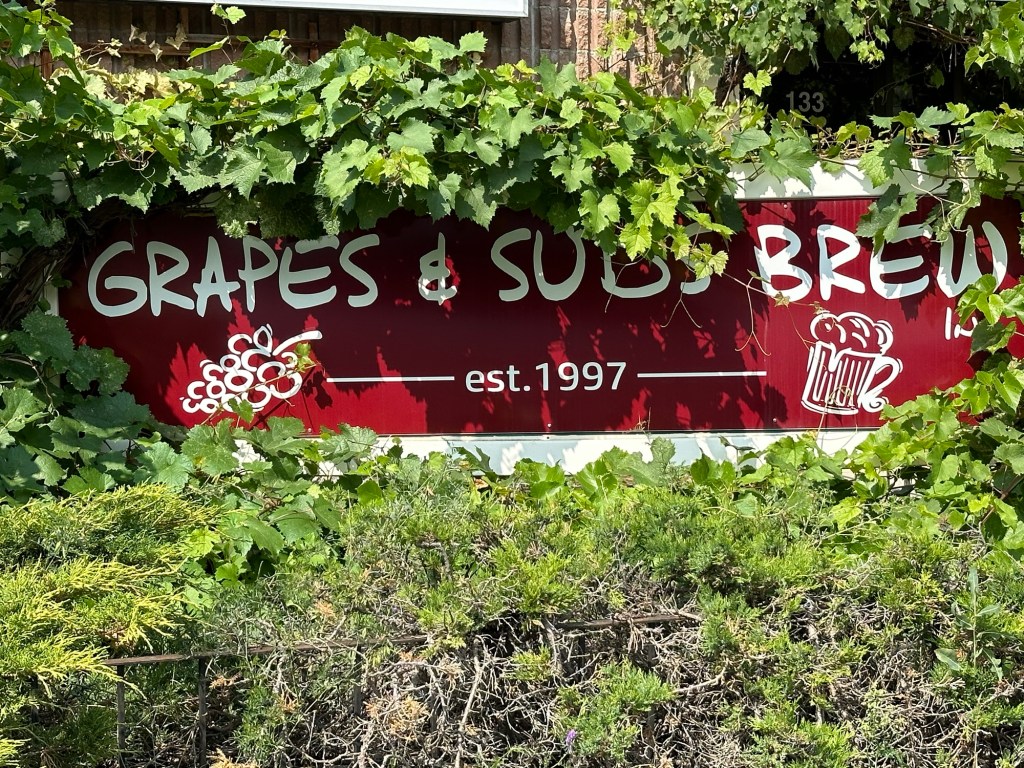 133
GRAPES & SUDS BREW
est.1997